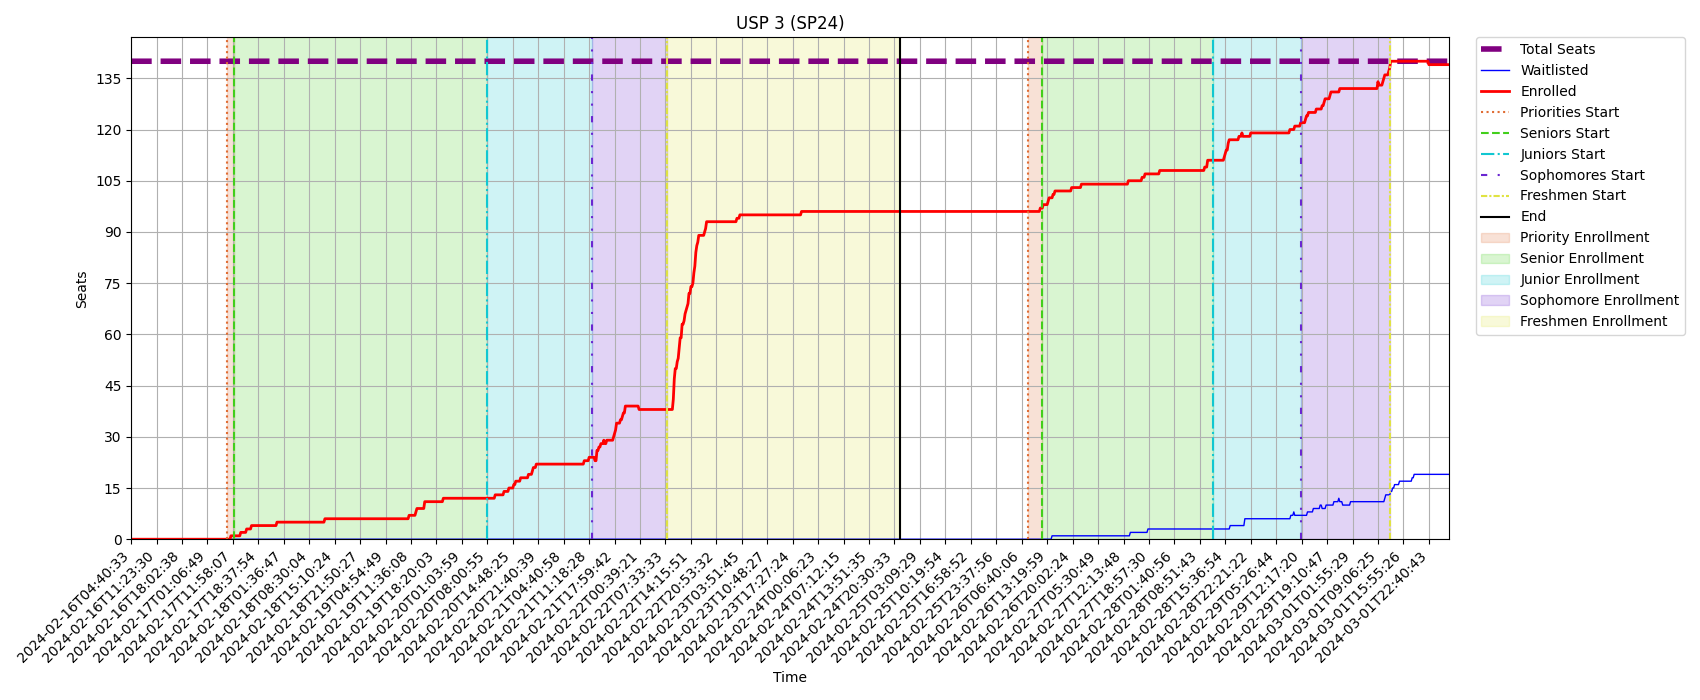 USP 3 (SP24)
Seats
135
120
105
90
75
60
45
30
15
0
2024-02-16T04:40:33
2024-02-16T11:23:30
2024-02-16T18:02:38
2024-02-17T01:06:49
2024-02-17T11:58:07
2024-02-17T18:37:54
2024-02-18T01:36:47
2024-02-18T08:30:04
2024-02-18T15:10:24
2024-02-18T21:50:27
2024-02-19T04:54:49
2024-02-19T11:36:08
2024-02-19T18:20:03
2024-02-20T01:03:59
2024-02-20T08:00:55
2024-02-20T14:48:25
2024-02-20T21:40:39
2024-02-21T04:40:58
2024-02-21T11:18:28
2024-02-21T17:59:42
2024-02-22T00:39:21
2024-02-22T07:33:33
2024-02-22T14:15:51
2024-02-22T20:53:32
2024-02-23T03:51:45
2024-02-23T10:48:27
2024-02-23T17:27:24
2024-02-24T00:06:23
2024-02-24T07:12:15
2024-02-24T13:51:35
2024-02-24T20:30:33
2024-02-25T03:09:29
2024-02-25T10:19:54
2024-02-25T16:58:52
2024-02-25T23:37:56
2024-02-26T06:40:06
2024-02-26T13:19:59
2024-02-26T20:02:24
2024-02-27T05:30:49
2024-02-27T12:13:48
2024-02-27T18:57:30
2024-02-28T01:40:56
2024-02-28T08:51:43
2024-02-28T15:36:54
2024-02-28T22:21:22
2024-02-29T05:26:44
2024-02-29T12:17:20
2024-02-29T19:10:47
2024-03-01T01:55:29
2024-03-01T09:06:25
2024-03-01T15:55:26
2024-03-01T22:40:43
Time
Total Seats
Waitlisted
Enrolled
Priorities Start
Seniors Start
Juniors Start
Sophomores Start
Freshmen Start
End
Priority Enrollment
Senior Enrollment
Junior Enrollment
Sophomore Enrollment
Freshmen Enrollment